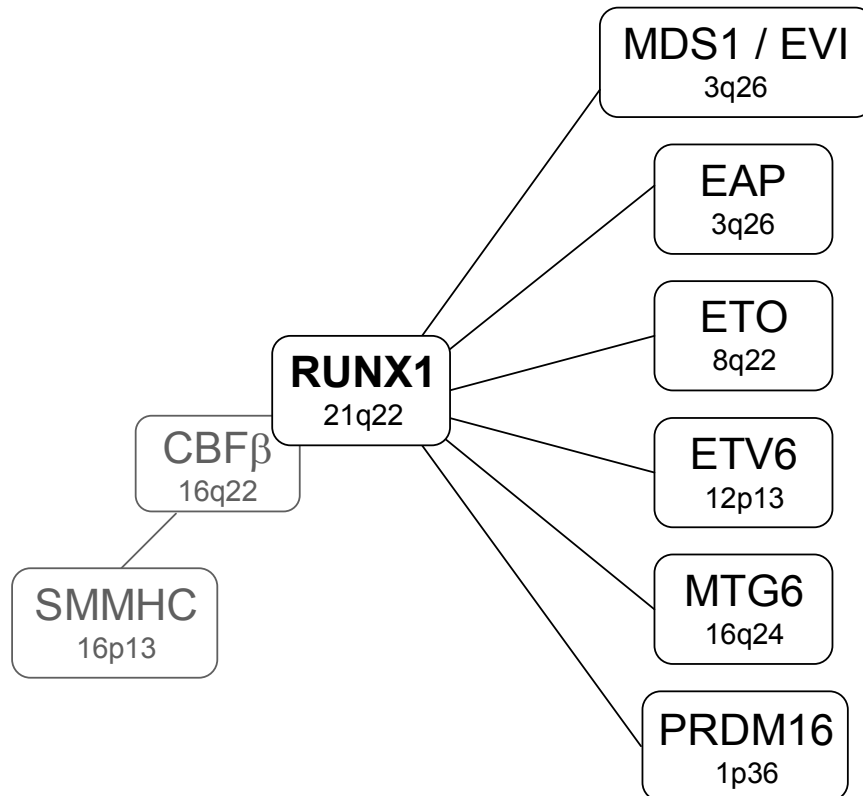 MDS1 / EVI
3q26
EAP
3q26
ETO
8q22
RUNX1
21q22
CBFβ
16q22
ETV6
12p13
SMMHC
16p13
MTG6
16q24
PRDM16
1p36